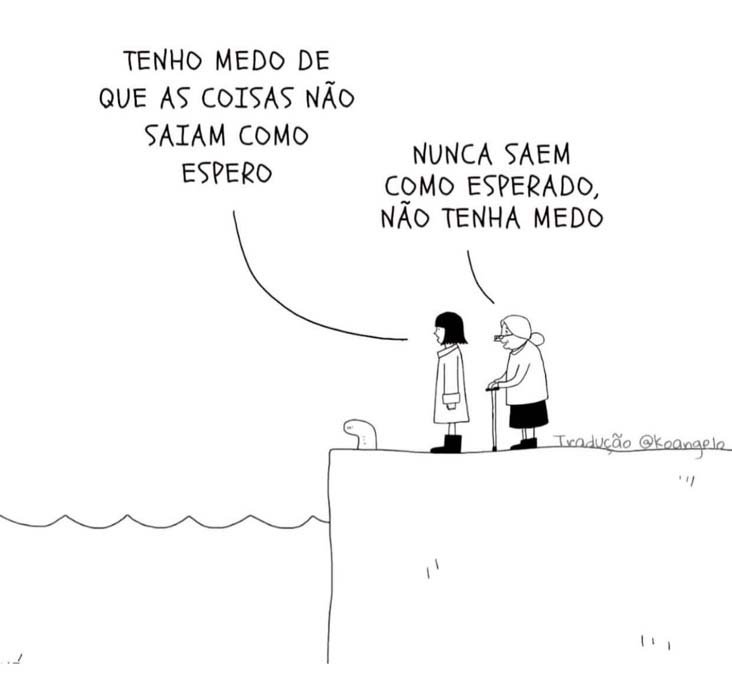 TENHO MEDO DE
QUE AS COISAS NÃO
SAIAM COMO
ESPERO
NUNCA SAEM
COMO ESPERADO,
NÃO TENHA MEDO
Tradução @koangelo